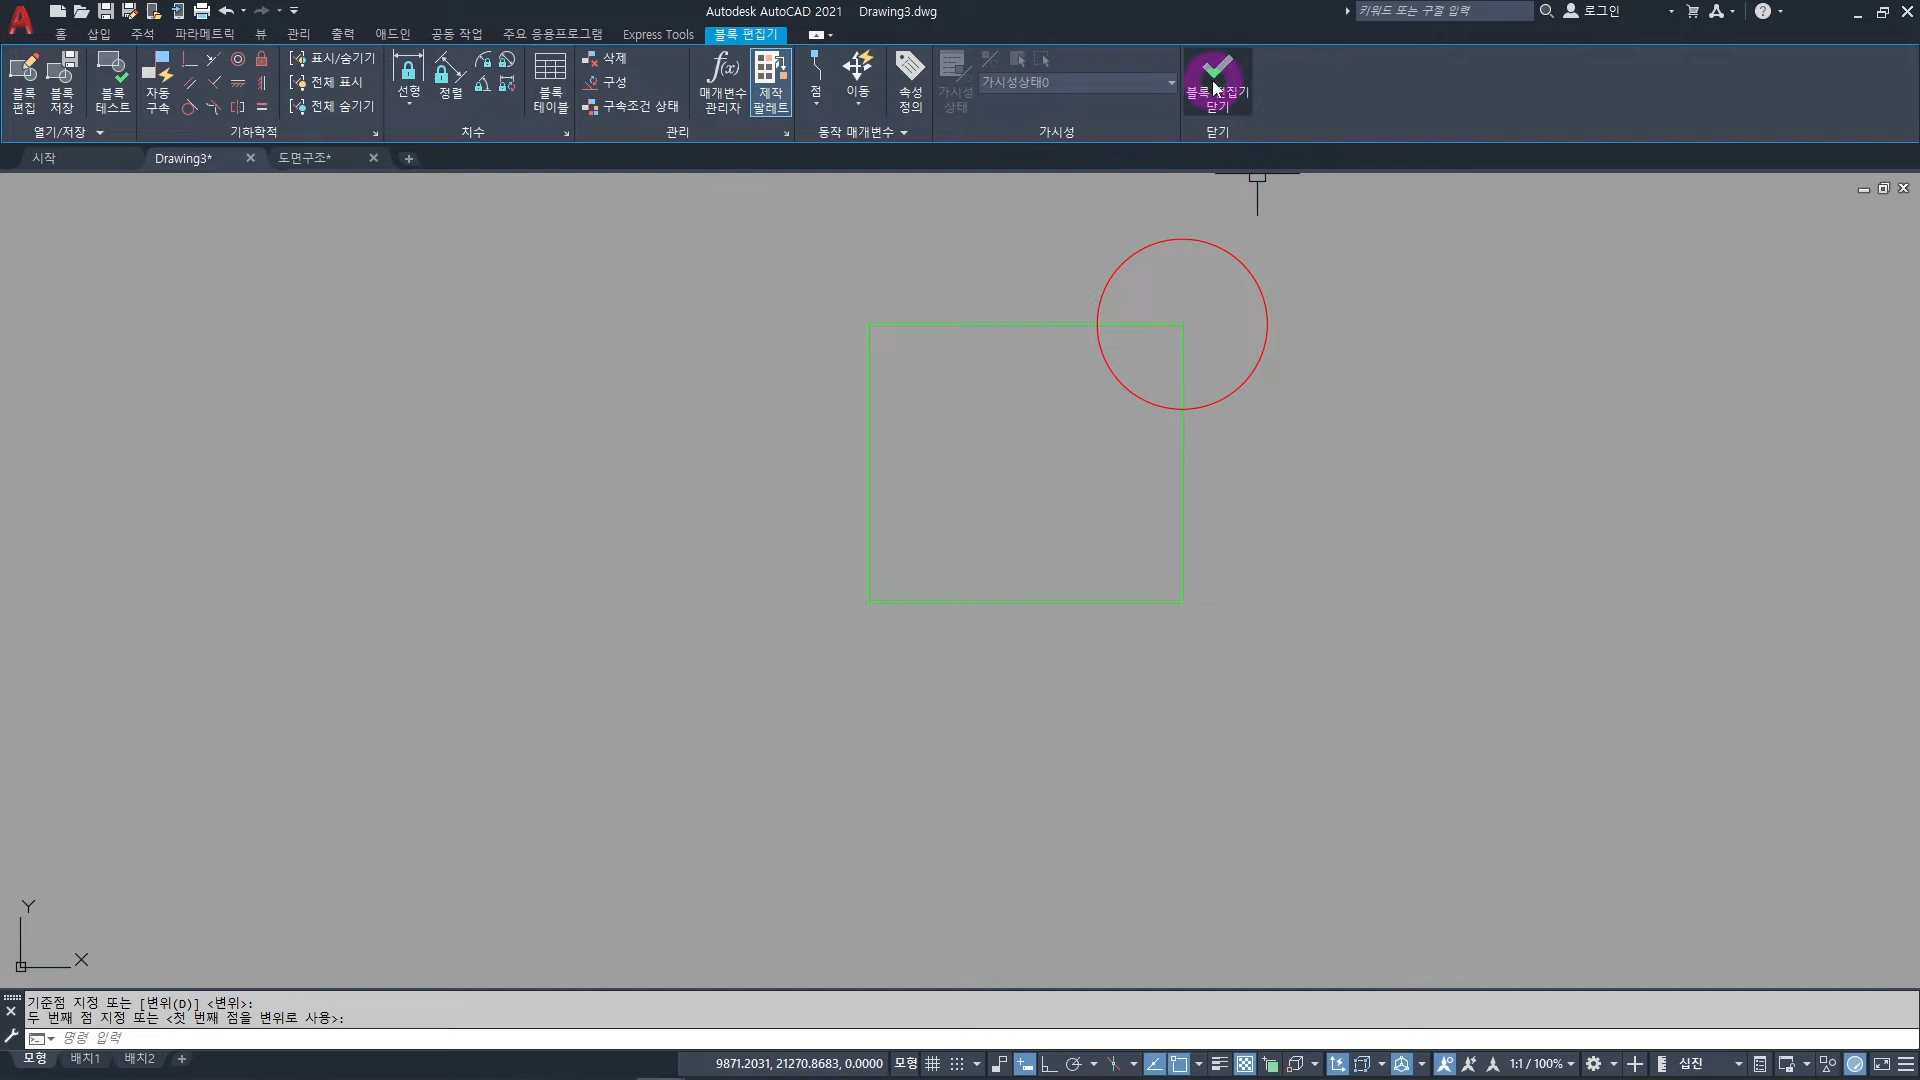 Autodesk AutoCAD 2021 Drawing3.dwg
키워드 또는 구절 입력
로그인
홈 삽입 주석 파라메트릭 뷰 관리 출력 애드인 공동 작업 주요 응용프로그램 Express Tools 블록 편집기
블록 편집
블록 저장
블록 테스트
열기/저장
자동 구속
표시/숨기기
전체 표시
전체 숨기기
기하학적
선형
정렬
블록 테이블
치수
삭제
구성
구속조건 상태
f(x)
매개변수 관리자
제작 팔레트
관리
점
이동
속성 정의
동작 매개변수
가시성 상태
가시성상태0
가시성
블록 편집기 닫기
닫기
시작 Drawing3* 도면구조*
Y
X
기준점 지정 또는 [변위(D)] <변위>:
두 번째 점 지정 또는 <첫 번째 점을 변위로 사용>:
명령 입력
모형 배치1 배치2
9871.2031, 21270.8683, 0.0000 모형 1:1 / 100% 십진